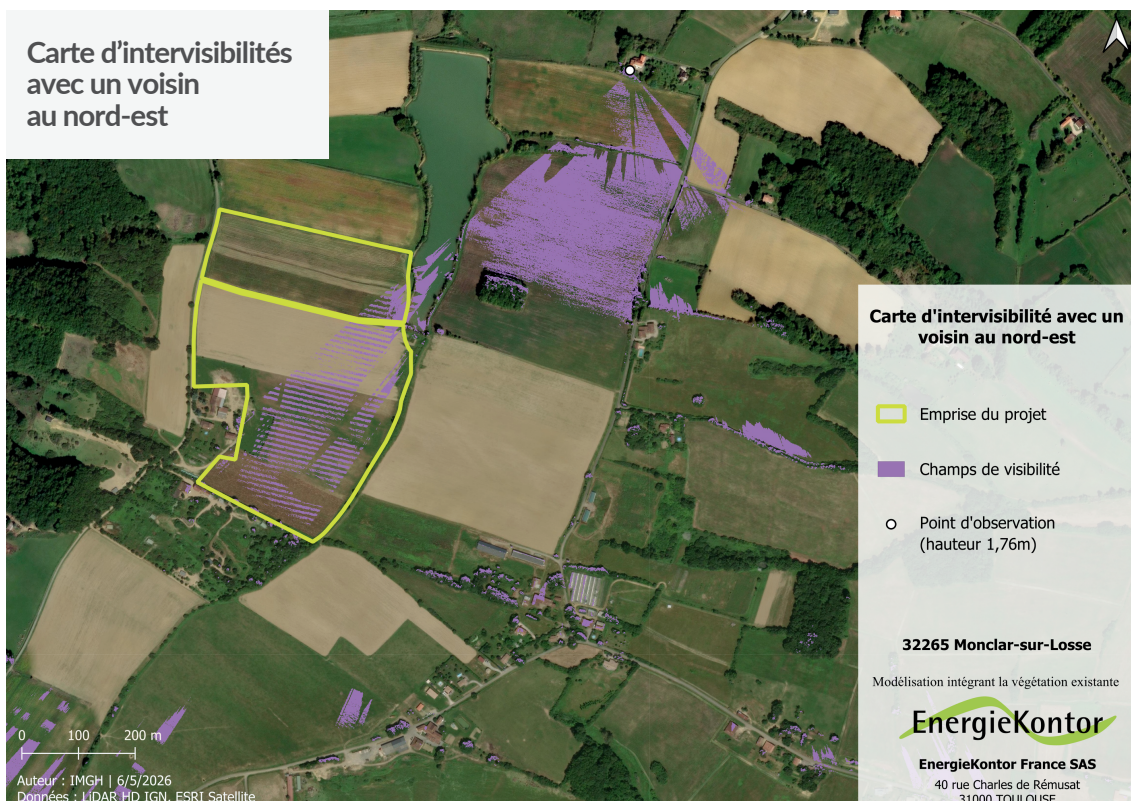 Carte d’intervisibilités
avec un voisin
au nord-est
Carte d'intervisibilité avec un
voisin au nord-est
Emprise du projet
Champs de visibilité
Point d'observation
(hauteur 1,76m)
32265 Monclar-sur-Losse
Modélisation intégrant la végétation existante
EnergieKontor
EnergieKontor France SAS
40 rue Charles de Rémusat
31000 TOULOUSE
0 100 200 m
Auteur : IMGH | 6/5/2026
Données : LiDAR HD IGN, ESRI Satellite